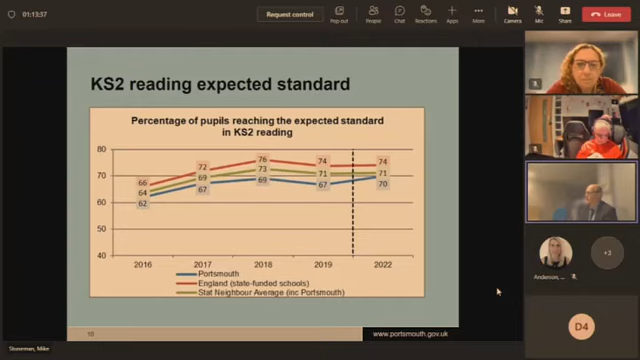 01:13:37
Request control
Pop out
People
Chat
Reactions
Apps
More
Camera
Mic
Share
Leave
KS2 reading expected standard
Percentage of pupils reaching the expected standard
in KS2 reading
80
70
60
50
40
66 72 76 74 74
64 69 73 71 71
62 67 69 67 70
2016 2017 2018 2019 2022
Portsmouth
England (state-funded schools)
Stat Neighbour Average (inc Portsmouth)
10
www.portsmouth.gov.uk
Anderson, ...
+3
D4
Stoneman, Mike